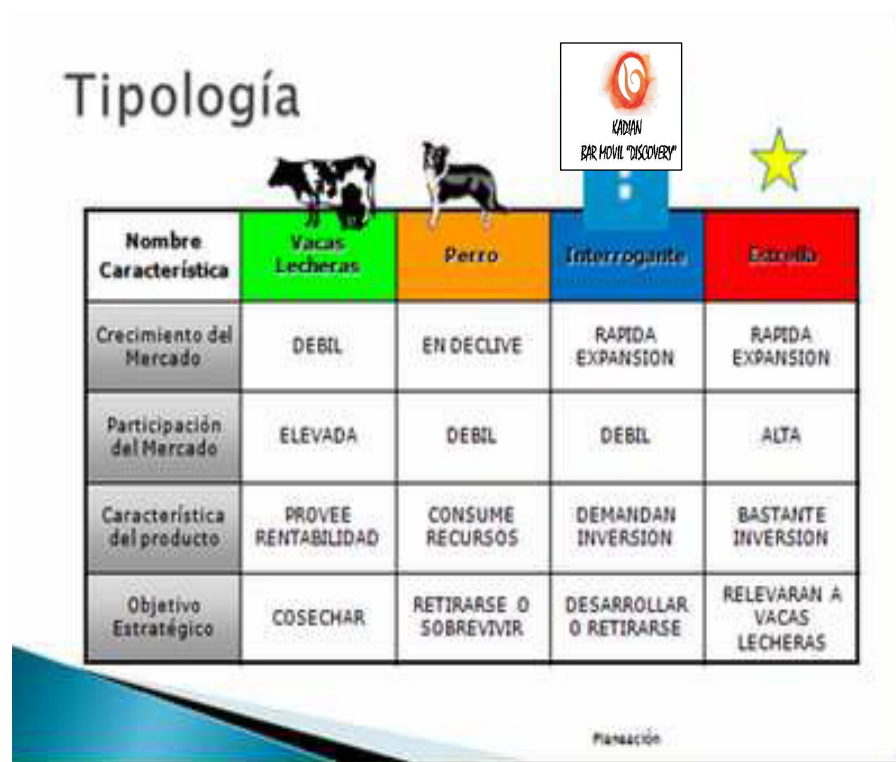 Tipología
KADIAN
BAR MOVIL "DISCOVERY"
Nombre
Característica
Vacas
Lecheras
Perro
Interrogante
Estrella
Crecimiento del
Mercado
DEBIL
EN DECLIVE
RAPIDA
EXPANSION
RAPIDA
EXPANSION
Participación
del Mercado
ELEVADA
DEBIL
DEBIL
ALTA
Característica
del producto
PROVEE
RENTABILIDAD
CONSUME
RECURSOS
DEMANDAN
INVERSION
BASTANTE
INVERSION
Objetivo
Estratégico
COSECHAR
RETIRARSE O
SOBREVIVIR
DESARROLLAR
O RETIRARSE
RELEVARAN A
VACAS
LECHERAS
Planeación